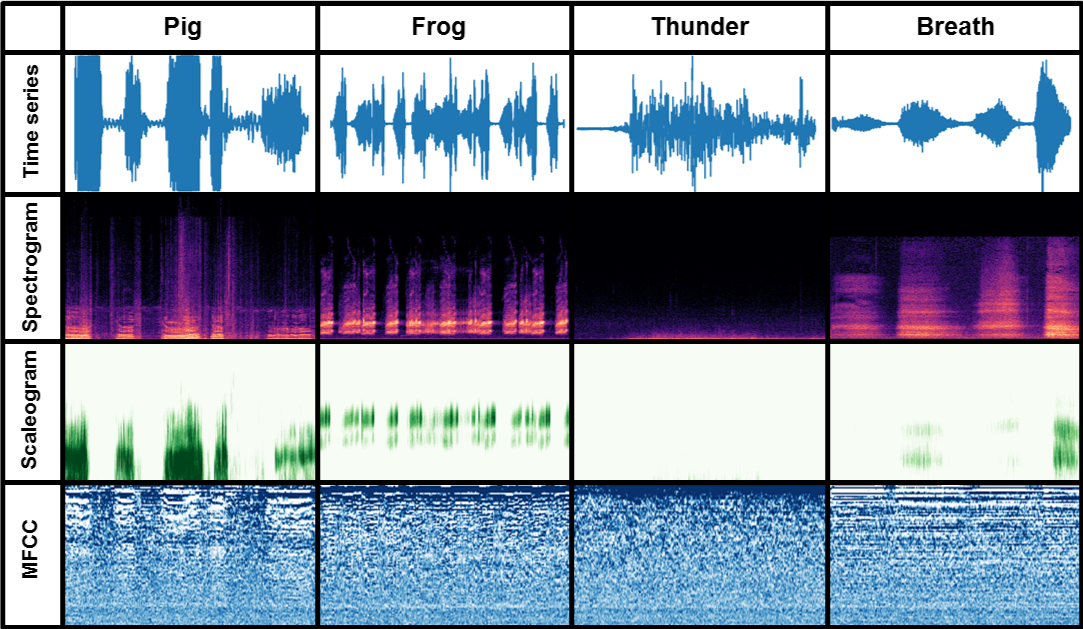 Pig
Frog
Thunder
Breath
Time series
Spectrogram
Scaleogram
MFCC